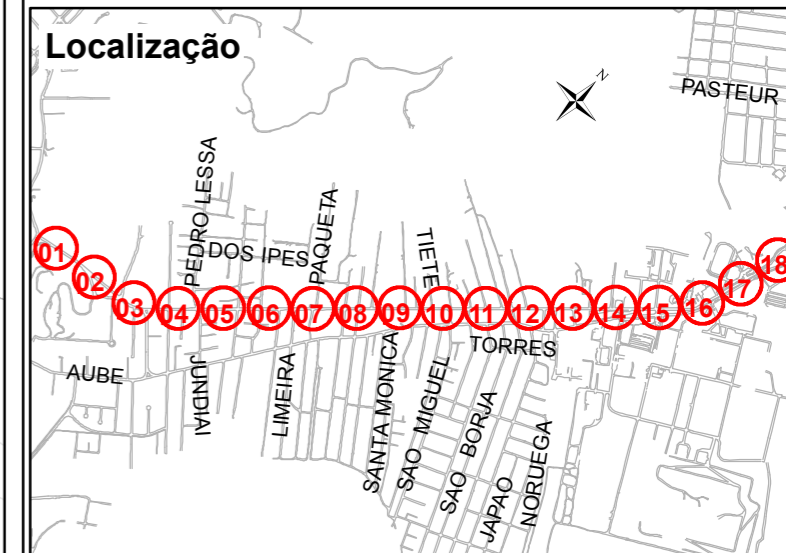 Localização
N
PASTEUR
PEDRO LESSA
DOS IPES
PAQUETA
TIETE
01
02
03
04
05
06
07
08
09
10
11
12
13
14
15
16
17
18
TORRES
AUBE
JUNDIAI
LIMEIRA
SANTA MONICA
SAO MIGUEL
SAO BORJA
JAPAO
NORUEGA